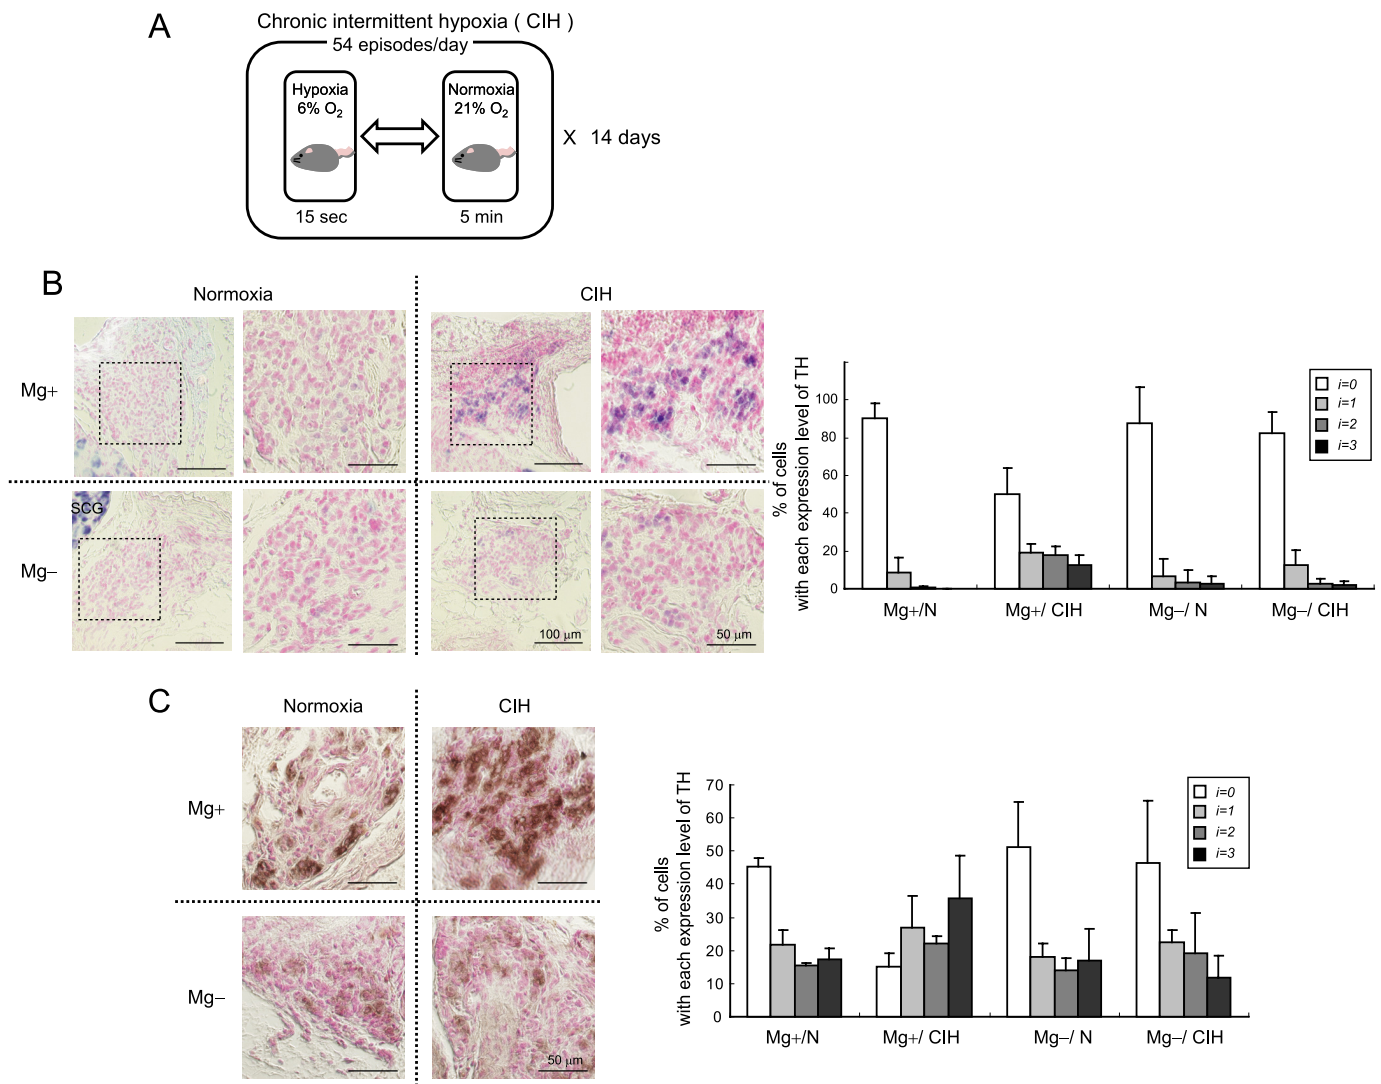 A
Chronic intermittent hypoxia ( CIH )
54 episodes/day
Hypoxia
6% O₂
Normoxia
21% O₂
X 14 days
15 sec
5 min
B
Normoxia
CIH
Mg+
Mg−
SCG
100 μm
50 μm
% of cells
with each expression level of TH
100
80
60
40
20
0
i=0
i=1
i=2
i=3
Mg+/N
Mg+/ CIH
Mg−/ N
Mg−/ CIH
C
Normoxia
CIH
Mg+
Mg−
50 μm
% of cells
with each expression level of TH
70
60
50
40
30
20
10
0
i=0
i=1
i=2
i=3
Mg+/N
Mg+/ CIH
Mg−/ N
Mg−/ CIH